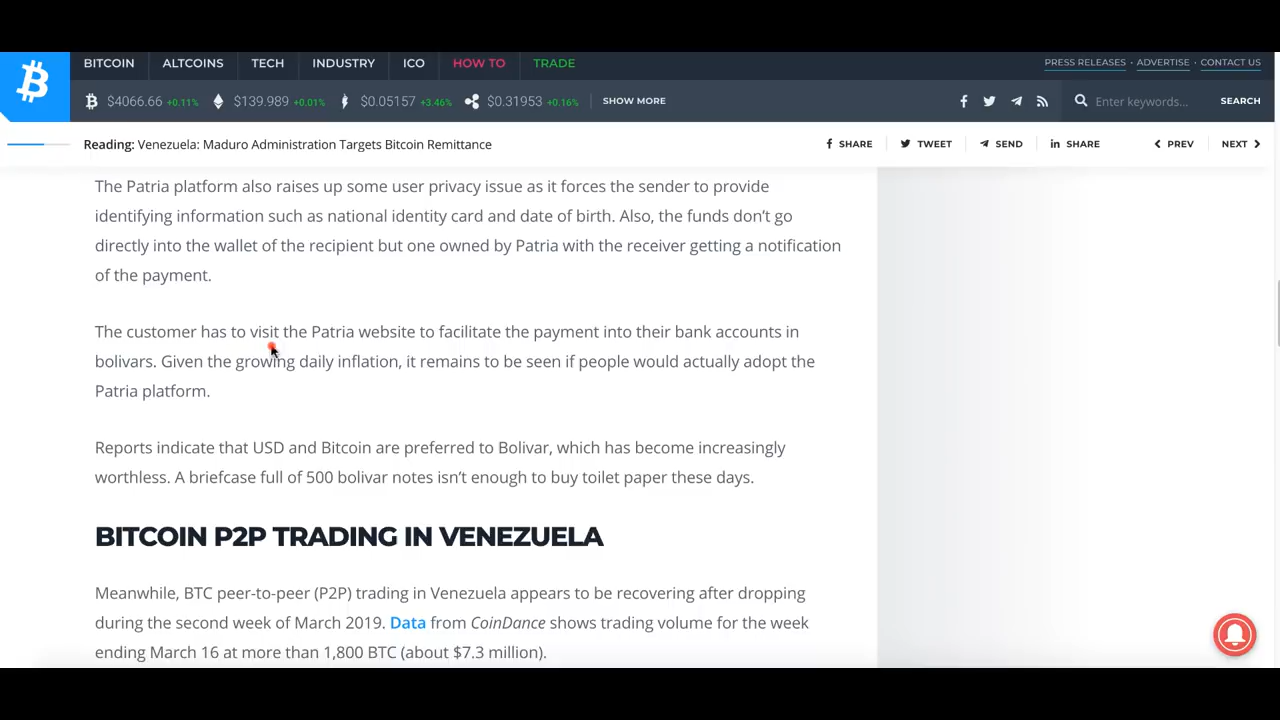 BITCOIN ALTCOINS TECH INDUSTRY ICO HOW TO TRADE PRESS RELEASES · ADVERTISE · CONTACT US
$4066.66 +0.11% $139.989 +0.01% $0.05157 +3.46% $0.31953 +0.16% SHOW MORE Enter keywords... SEARCH
Reading: Venezuela: Maduro Administration Targets Bitcoin Remittance SHARE TWEET SEND SHARE PREV NEXT
The Patria platform also raises up some user privacy issue as it forces the sender to provide
identifying information such as national identity card and date of birth. Also, the funds don’t go
directly into the wallet of the recipient but one owned by Patria with the receiver getting a notification
of the payment.
The customer has to visit the Patria website to facilitate the payment into their bank accounts in
bolivars. Given the growing daily inflation, it remains to be seen if people would actually adopt the
Patria platform.
Reports indicate that USD and Bitcoin are preferred to Bolivar, which has become increasingly
worthless. A briefcase full of 500 bolivar notes isn’t enough to buy toilet paper these days.
BITCOIN P2P TRADING IN VENEZUELA
Meanwhile, BTC peer-to-peer (P2P) trading in Venezuela appears to be recovering after dropping
during the second week of March 2019. Data from CoinDance shows trading volume for the week
ending March 16 at more than 1,800 BTC (about $7.3 million).